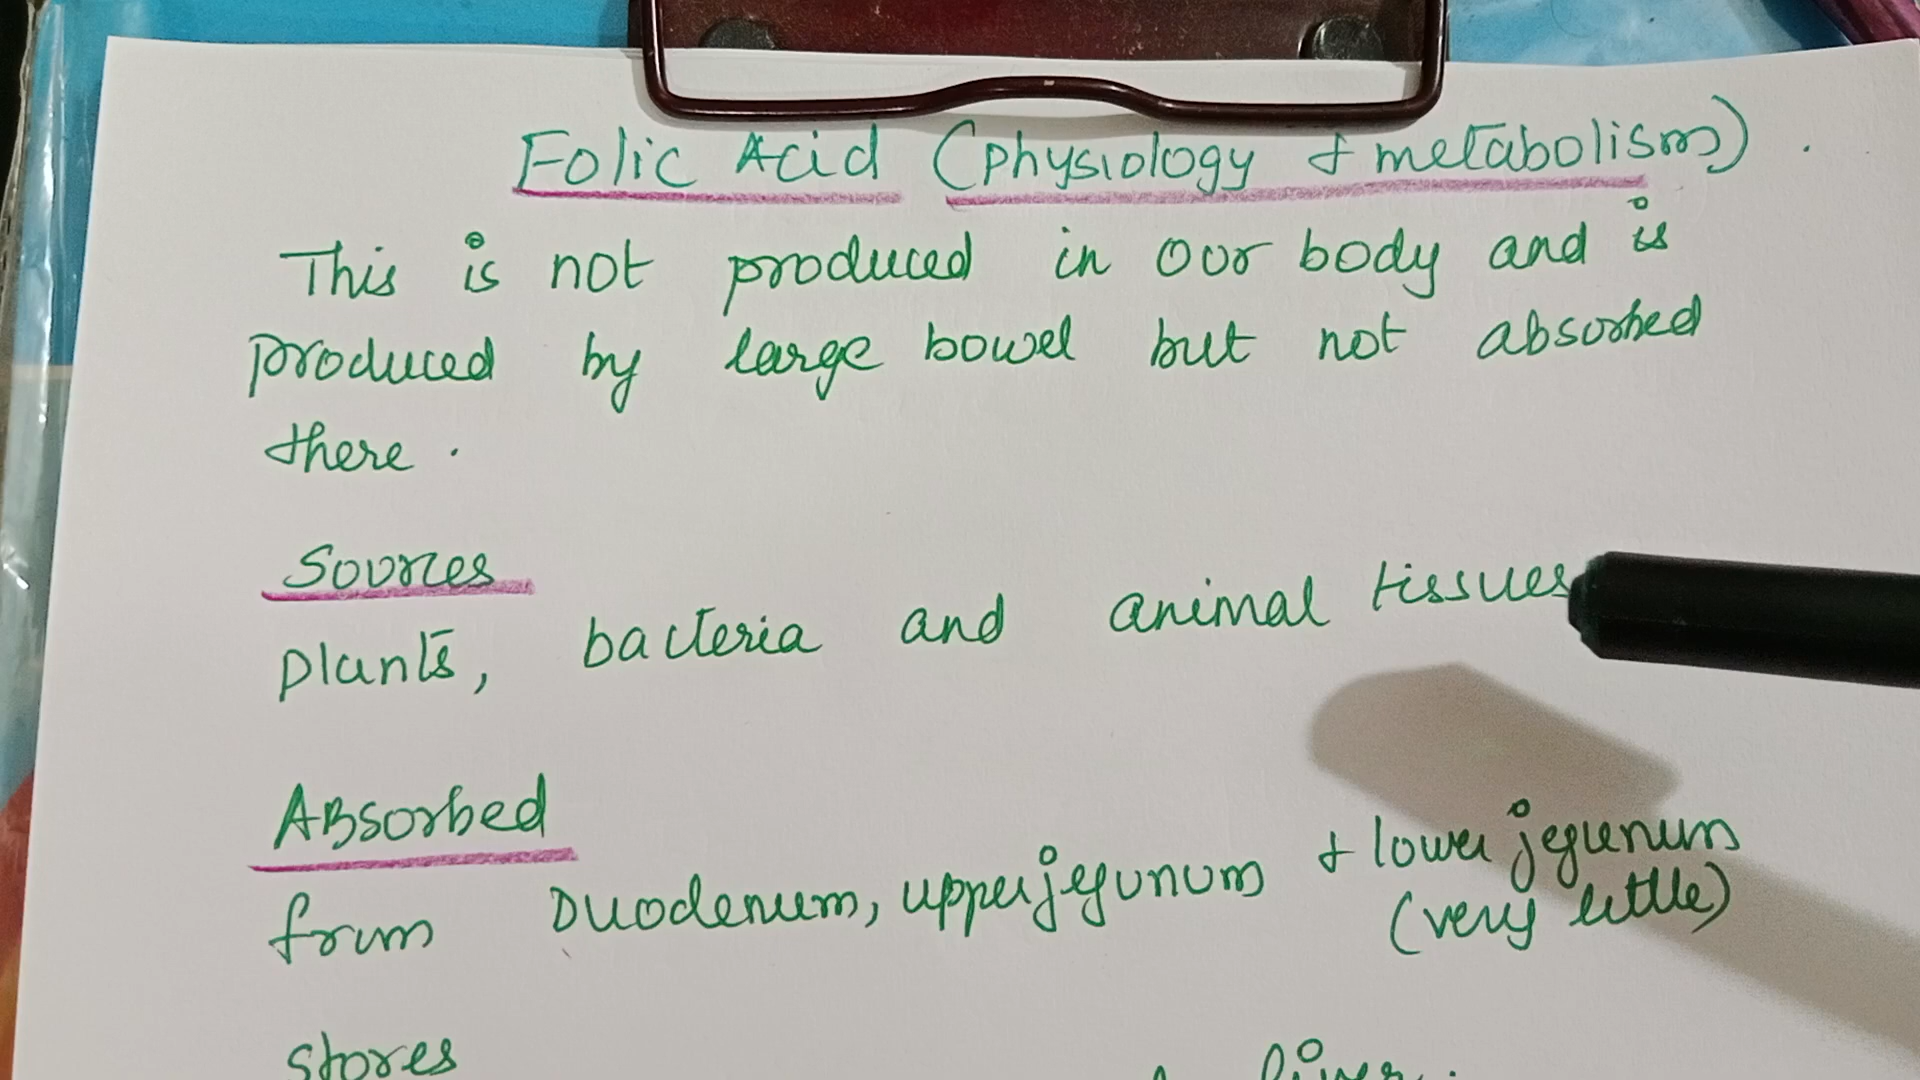 Folic Acid (physiology & metabolism).
This is not produced in our body and is
produced by large bowel but not absorbed
there.
Sources
plants, bacteria and animal tissues
Absorbed
from Duodenum, upper jejunum & lower jejunum
(very little)
stores
liver.